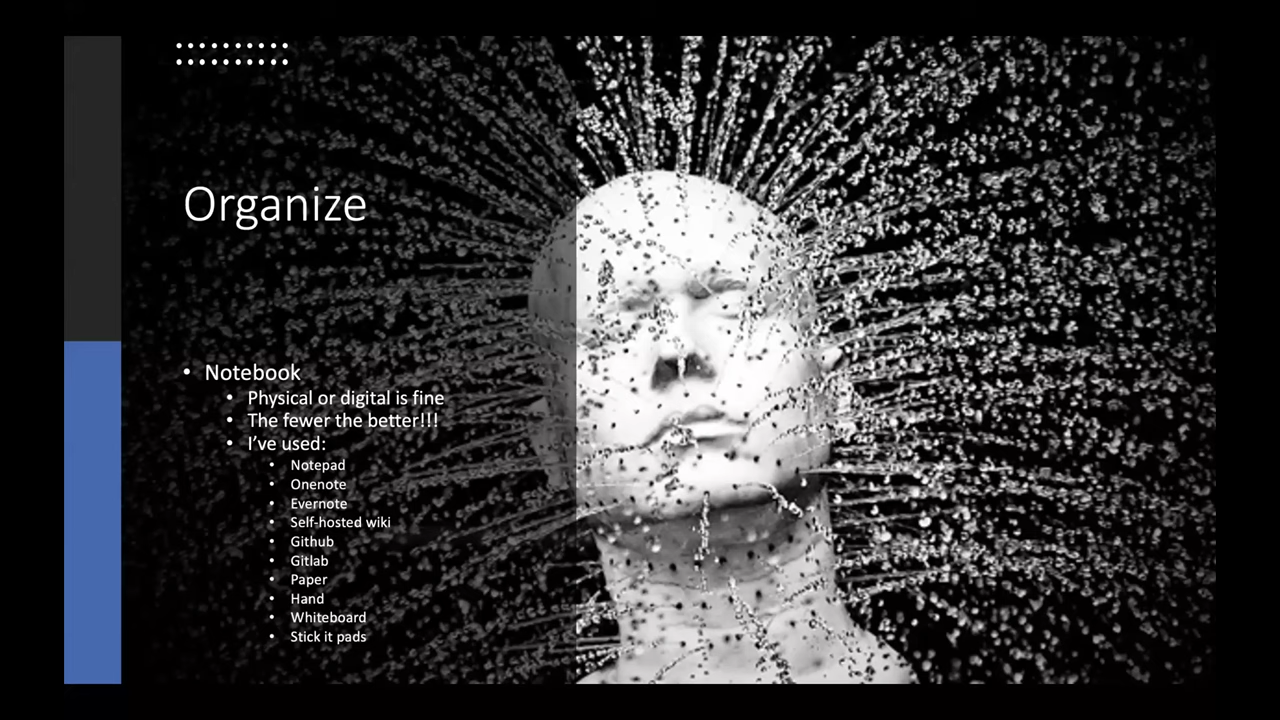 Organize
• Notebook
• Physical or digital is fine
• The fewer the better!!!
• I've used:
• Notepad
• Onenote
• Evernote
• Self-hosted wiki
• Github
• Gitlab
• Paper
• Hand
• Whiteboard
• Stick it pads